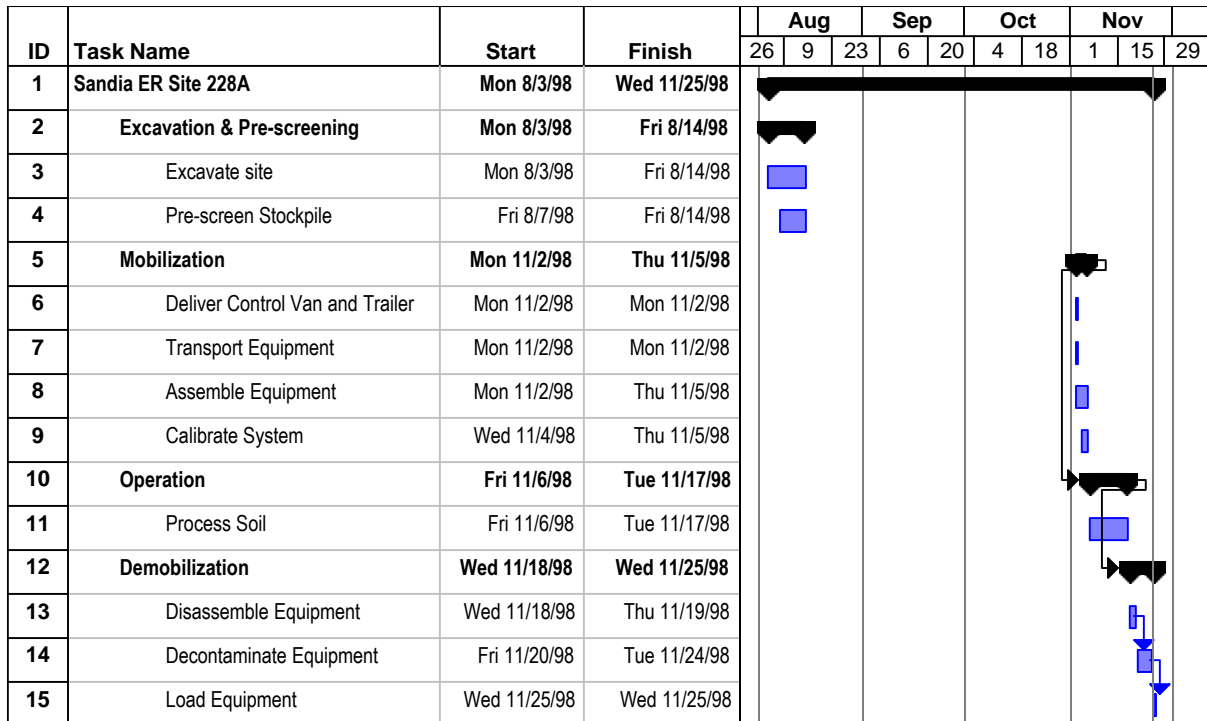 Aug Sep Oct Nov
ID Task Name Start Finish 26 9 23 6 20 4 18 1 15 29
1 Sandia ER Site 228A Mon 8/3/98 Wed 11/25/98
2 Excavation & Pre-screening Mon 8/3/98 Fri 8/14/98
3 Excavate site Mon 8/3/98 Fri 8/14/98
4 Pre-screen Stockpile Fri 8/7/98 Fri 8/14/98
5 Mobilization Mon 11/2/98 Thu 11/5/98
6 Deliver Control Van and Trailer Mon 11/2/98 Mon 11/2/98
7 Transport Equipment Mon 11/2/98 Mon 11/2/98
8 Assemble Equipment Mon 11/2/98 Thu 11/5/98
9 Calibrate System Wed 11/4/98 Thu 11/5/98
10 Operation Fri 11/6/98 Tue 11/17/98
11 Process Soil Fri 11/6/98 Tue 11/17/98
12 Demobilization Wed 11/18/98 Wed 11/25/98
13 Disassemble Equipment Wed 11/18/98 Thu 11/19/98
14 Decontaminate Equipment Fri 11/20/98 Tue 11/24/98
15 Load Equipment Wed 11/25/98 Wed 11/25/98